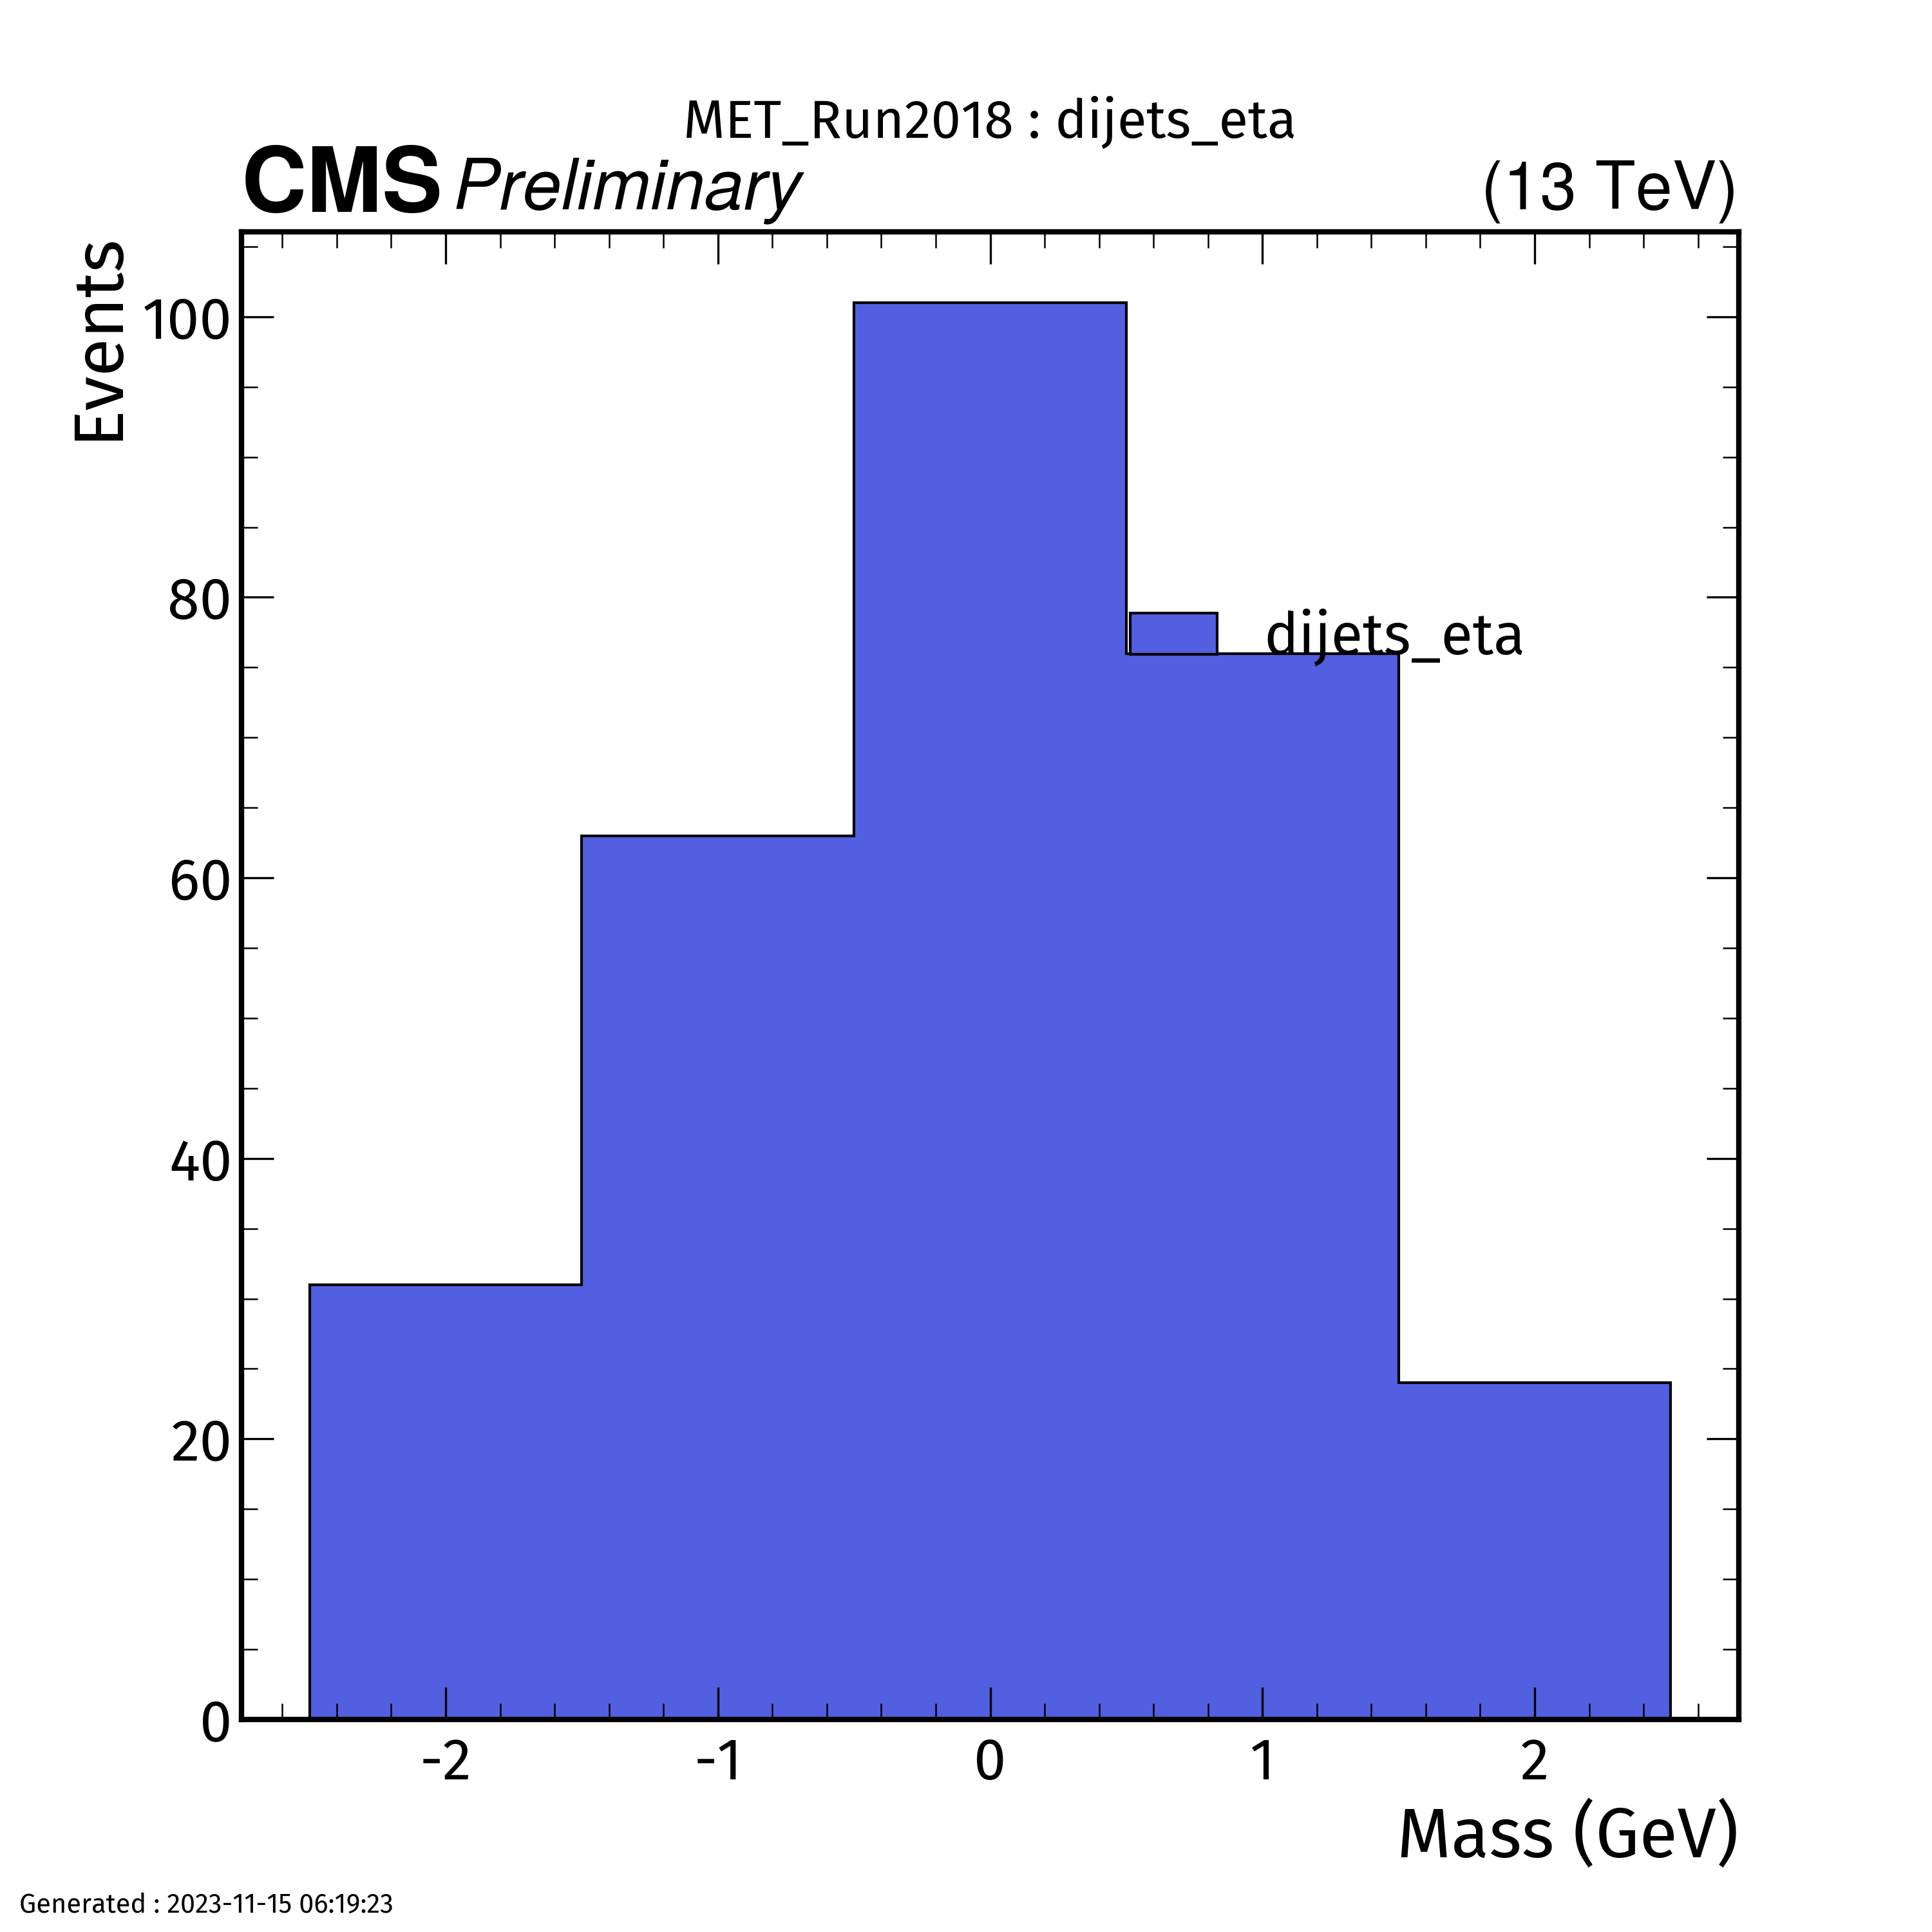 MET_Run2018 : dijets_eta
CMS Preliminary
(13 TeV)
Events
100
80
60
40
20
0
dijets_eta
-2
-1
0
1
2
Mass (GeV)
Generated : 2023-11-15 06:19:23